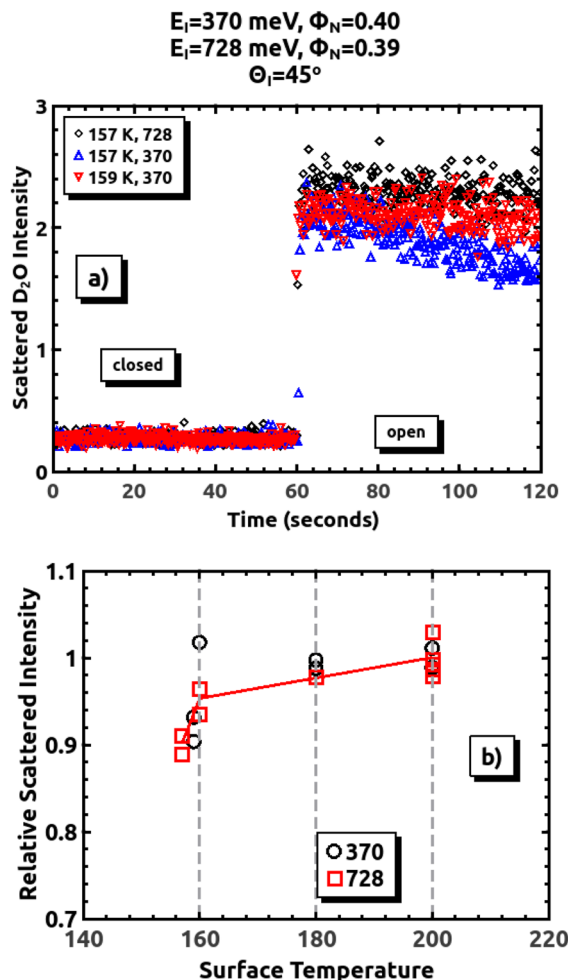 E_I=370 meV, Φ_N=0.40
E_I=728 meV, Φ_N=0.39
Θ_I=45°
3
2
1
0
Scattered D₂O Intensity
157 K, 728
157 K, 370
159 K, 370
a)
closed
open
0 20 40 60 80 100 120
Time (seconds)
1.1
1
0.9
0.8
0.7
Relative Scattered Intensity
b)
370
728
140 160 180 200 220
Surface Temperature